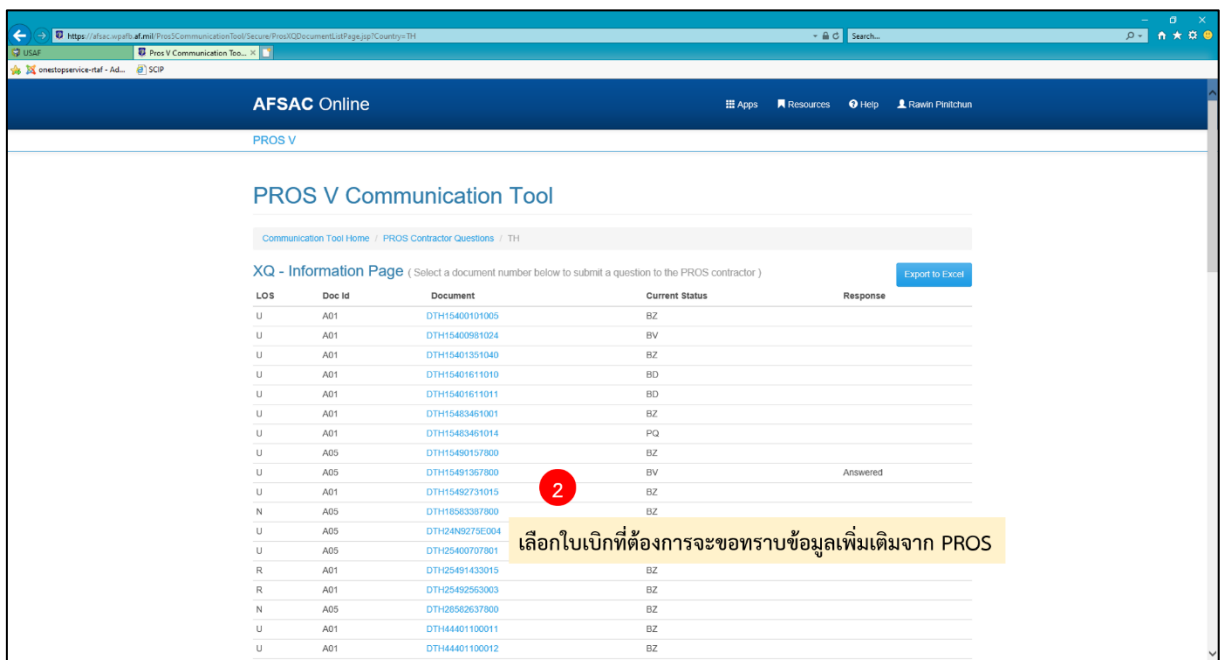 https://afsac.wpafb.af.mil/ProsSCommunicationTool/Secure/ProsXQDocumentListPage.jsp?Country=TH Search...
USAF Pros V Communication Too...
onestopservice-rtaf - Ad... SCIP
AFSAC Online Apps Resources Help Rawin Pinitchun
PROS V
PROS V Communication Tool
Communication Tool Home / PROS Contractor Questions / TH
XQ - Information Page ( Select a document number below to submit a question to the PROS contractor ) Export to Excel
LOS Doc Id Document Current Status Response
U A01 DTH15400101005 BZ
U A01 DTH15400981024 BV
U A01 DTH15401351040 BZ
U A01 DTH15401611010 BD
U A01 DTH15401611011 BD
U A01 DTH15483461001 BZ
U A01 DTH15483461014 PQ
U A05 DTH15490157800 BZ
U A05 DTH15491367800 BV Answered
U A01 DTH15492731015 BZ
2
N A05 DTH18583387800 BZ
U A05 DTH24N9275E004
เลือกใบเบิกที่ต้องการจะขอทราบข้อมูลเพิ่มเติมจาก PROS
U A05 DTH25400707801
R A01 DTH25491433015 BZ
R A01 DTH25492563003 BZ
N A05 DTH28582637800 BZ
U A01 DTH44401100011 BZ
U A01 DTH44401100012 BZ